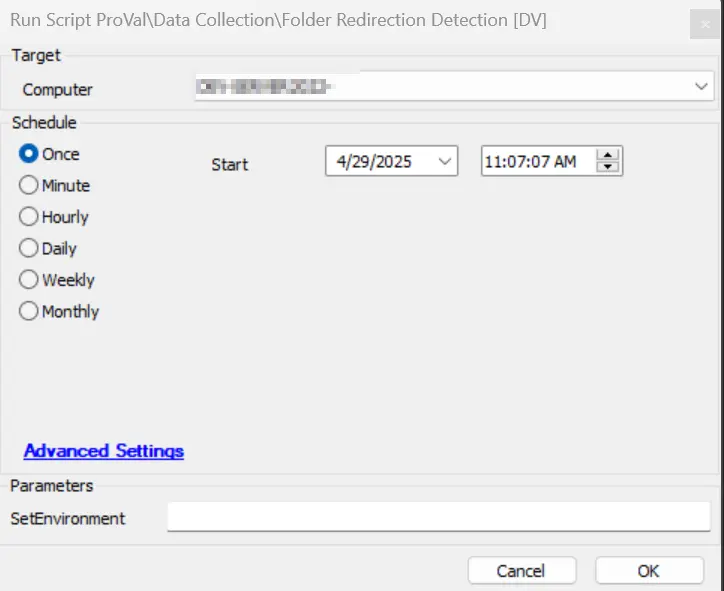 Run Script ProVal\Data Collection\Folder Redirection Detection [DV]
Target
Computer
Schedule
Once
Start
4/29/2025
11:07:07 AM
Minute
Hourly
Daily
Weekly
Monthly
Advanced Settings
Parameters
SetEnvironment
Cancel
OK